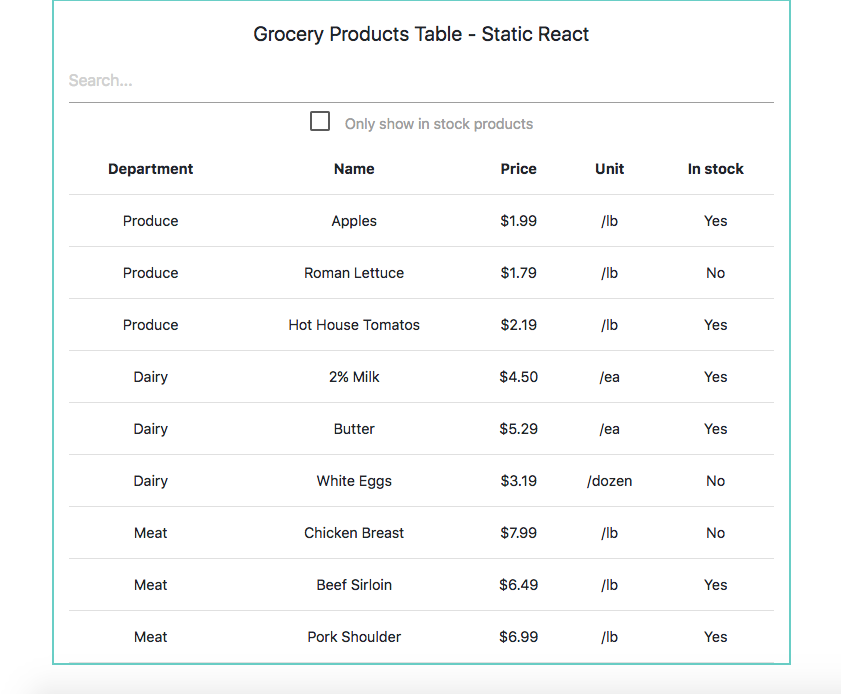 Grocery Products Table - Static React
Search...
Only show in stock products
Department Name Price Unit In stock
Produce Apples $1.99 /lb Yes
Produce Roman Lettuce $1.79 /lb No
Produce Hot House Tomatos $2.19 /lb Yes
Dairy 2% Milk $4.50 /ea Yes
Dairy Butter $5.29 /ea Yes
Dairy White Eggs $3.19 /dozen No
Meat Chicken Breast $7.99 /lb No
Meat Beef Sirloin $6.49 /lb Yes
Meat Pork Shoulder $6.99 /lb Yes